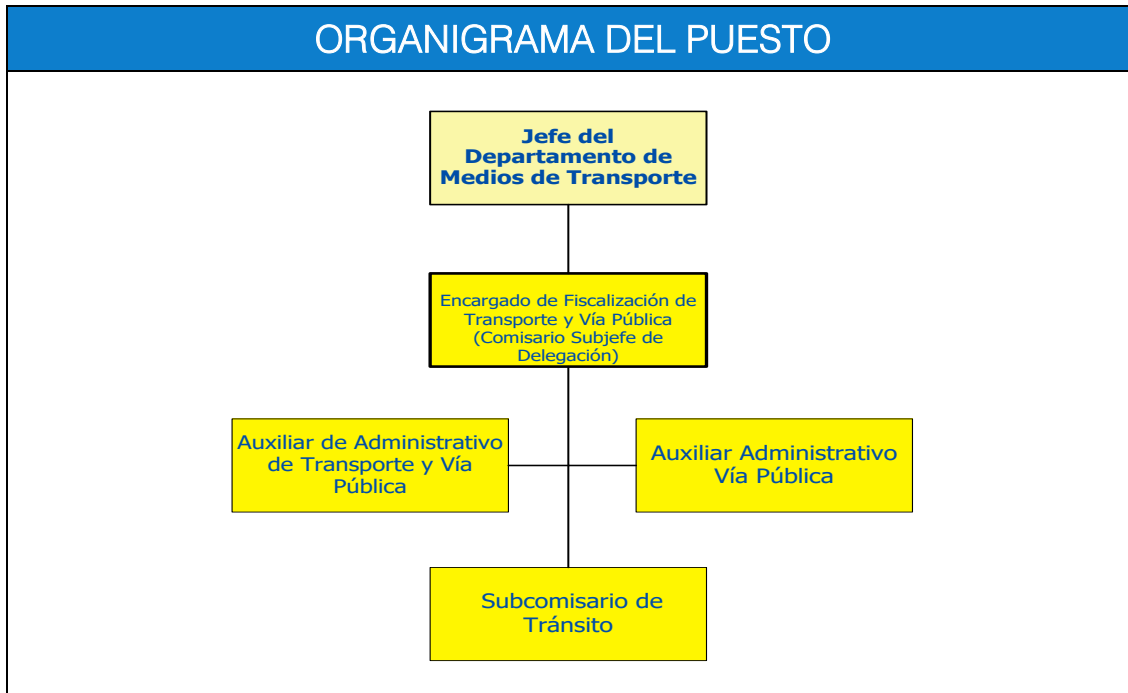 ORGANIGRAMA DEL PUESTO
Jefe del
Departamento de
Medios de Transporte
Encargado de Fiscalización de
Transporte y Vía Pública
(Comisario Subjefe de
Delegación)
Auxiliar de Administrativo
de Transporte y Vía
Pública
Auxiliar Administrativo
Vía Pública
Subcomisario de
Tránsito